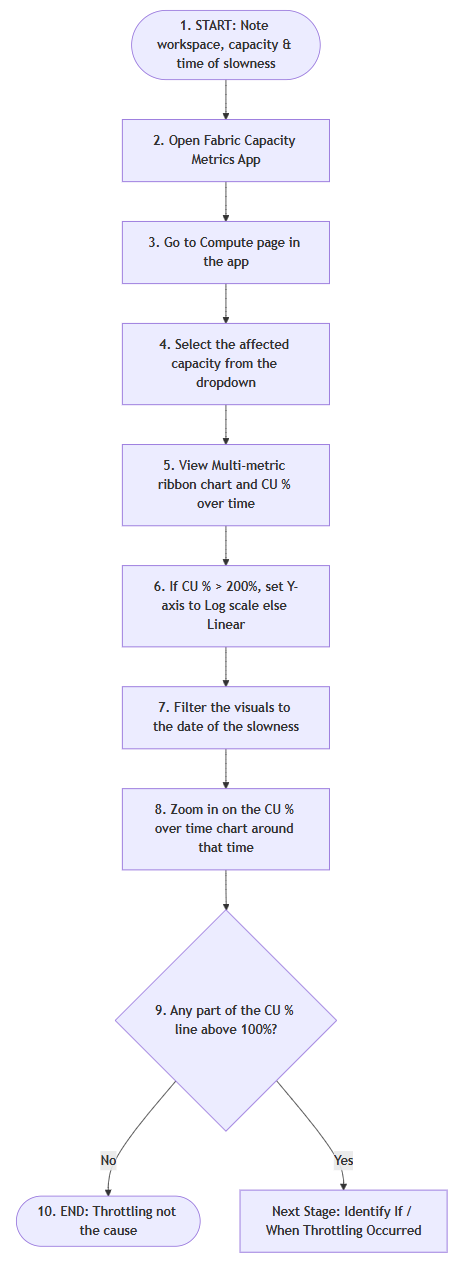 1. START: Note
workspace, capacity &
time of slowness
2. Open Fabric Capacity
Metrics App
3. Go to Compute page in
the app
4. Select the affected
capacity from the
dropdown
5. View Multi-metric
ribbon chart and CU %
over time
6. If CU % > 200%, set Y-
axis to Log scale else
Linear
7. Filter the visuals to
the date of the slowness
8. Zoom in on the CU %
over time chart around
that time
9. Any part of the CU %
line above 100%?
No
Yes
10. END: Throttling not
the cause
Next Stage: Identify If /
When Throttling Occurred